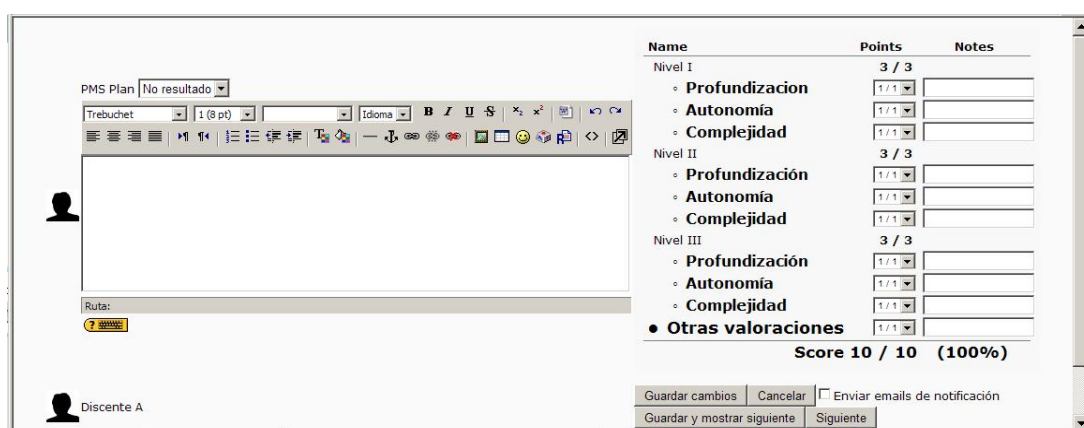 PMS Plan No resultado
Trebuchet 1 (8 pt) Idioma B I U S x₂ x²
Ruta:
?
Discente A
Name Points Notes
Nivel I 3 / 3
Profundizacion 1 / 1
Autonomía 1 / 1
Complejidad 1 / 1
Nivel II 3 / 3
Profundización 1 / 1
Autonomía 1 / 1
Complejidad 1 / 1
Nivel III 3 / 3
Profundización 1 / 1
Autonomía 1 / 1
Complejidad 1 / 1
Otras valoraciones 1 / 1
Score 10 / 10 (100%)
Guardar cambios Cancelar Enviar emails de notificación
Guardar y mostrar siguiente Siguiente